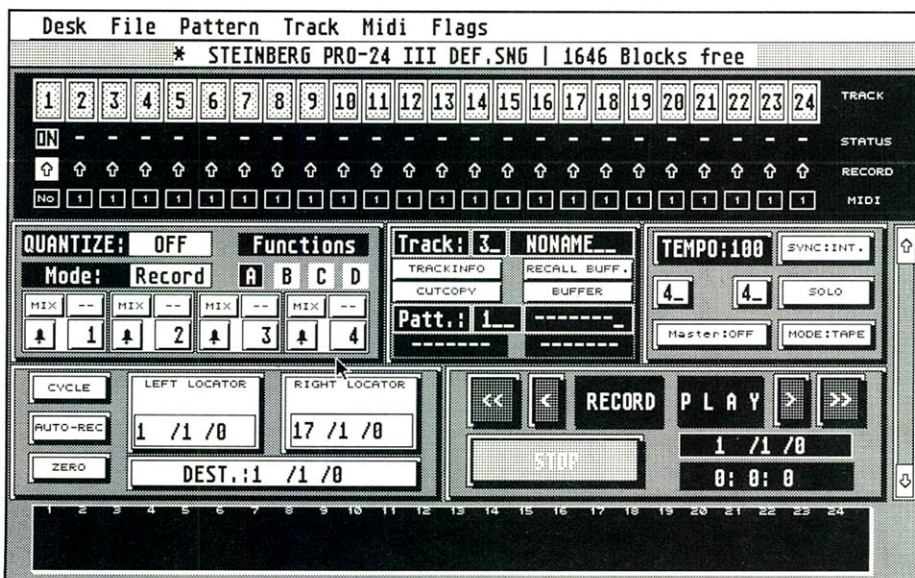 Desk File Pattern Track Midi Flags
* STEINBERG PRO-24 III DEF.SNG | 1646 Blocks free
1 2 3 4 5 6 7 8 9 10 11 12 13 14 15 16 17 18 19 20 21 22 23 24 TRACK
ON - - - - - - - - - - - - - - - - - - - - - - - STATUS
RECORD
No 1 1 1 1 1 1 1 1 1 1 1 1 1 1 1 1 1 1 1 1 1 1 1 MIDI
QUANTIZE: OFF Functions
Mode: Record A B C D
MIX -- MIX -- MIX -- MIX --
1 2 3 4
Track: 3_ NONAME__
TRACKINFO RECALL BUFF.
CUTCOPY BUFFER
Patt.: 1__ -------_
------- -------
TEMPO:100 SYNC:INT.
4_ 4_ SOLO
Master:OFF MODE:TAPE
CYCLE LEFT LOCATOR RIGHT LOCATOR
AUTO-REC 1 /1 /0 17 /1 /0
ZERO DEST.:1 /1 /0
<< < RECORD PLAY > >>
STOP 1 /1 /0
0: 0: 0
1 2 3 4 5 6 7 8 9 10 11 12 13 14 15 16 17 18 19 20 21 22 23 24